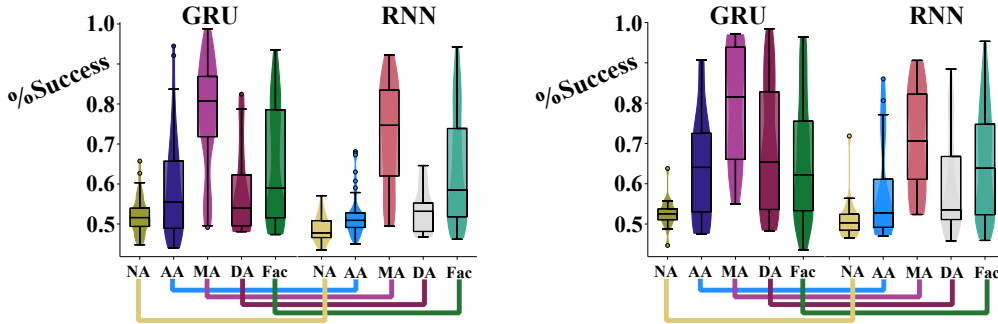 GRU RNN
%Success
1.0
0.9
0.8
0.7
0.6
0.5
NA AA MA DA Fac NA AA MA DA Fac
GRU RNN
%Success
1.0
0.9
0.8
0.7
0.6
0.5
NA AA MA DA Fac NA AA MA DA Fac